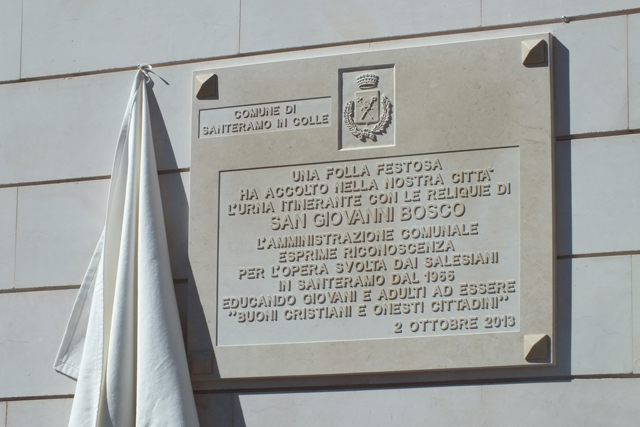 COMUNE DI
SANTERAMO IN COLLE
UNA FOLLA FESTOSA
HA ACCOLTO NELLA NOSTRA CITTA'
L'URNA ITINERANTE CON LE RELIQUIE DI
SAN GIOVANNI BOSCO
L'AMMINISTRAZIONE COMUNALE
ESPRIME RICONOSCENZA
PER L'OPERA SVOLTA DAI SALESIANI
IN SANTERAMO DAL 1966
EDUCANDO GIOVANI E ADULTI AD ESSERE
"BUONI CRISTIANI E ONESTI CITTADINI"
2 OTTOBRE 2013